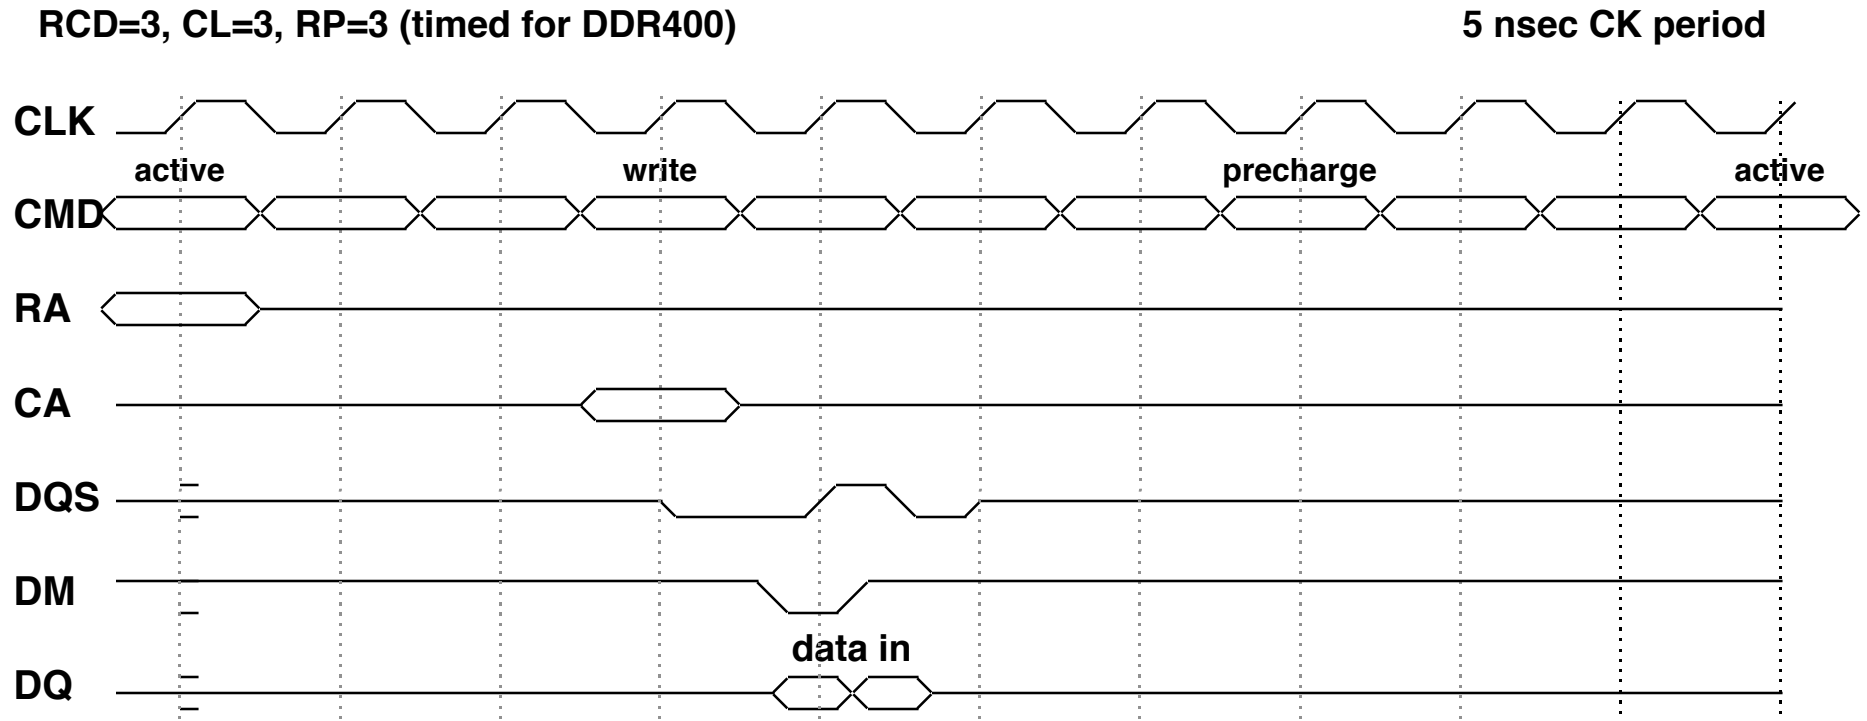 RCD=3, CL=3, RP=3 (timed for DDR400) 5 nsec CK period
CLK
active write precharge active
CMD
RA
CA
DQS
DM
data in
DQ